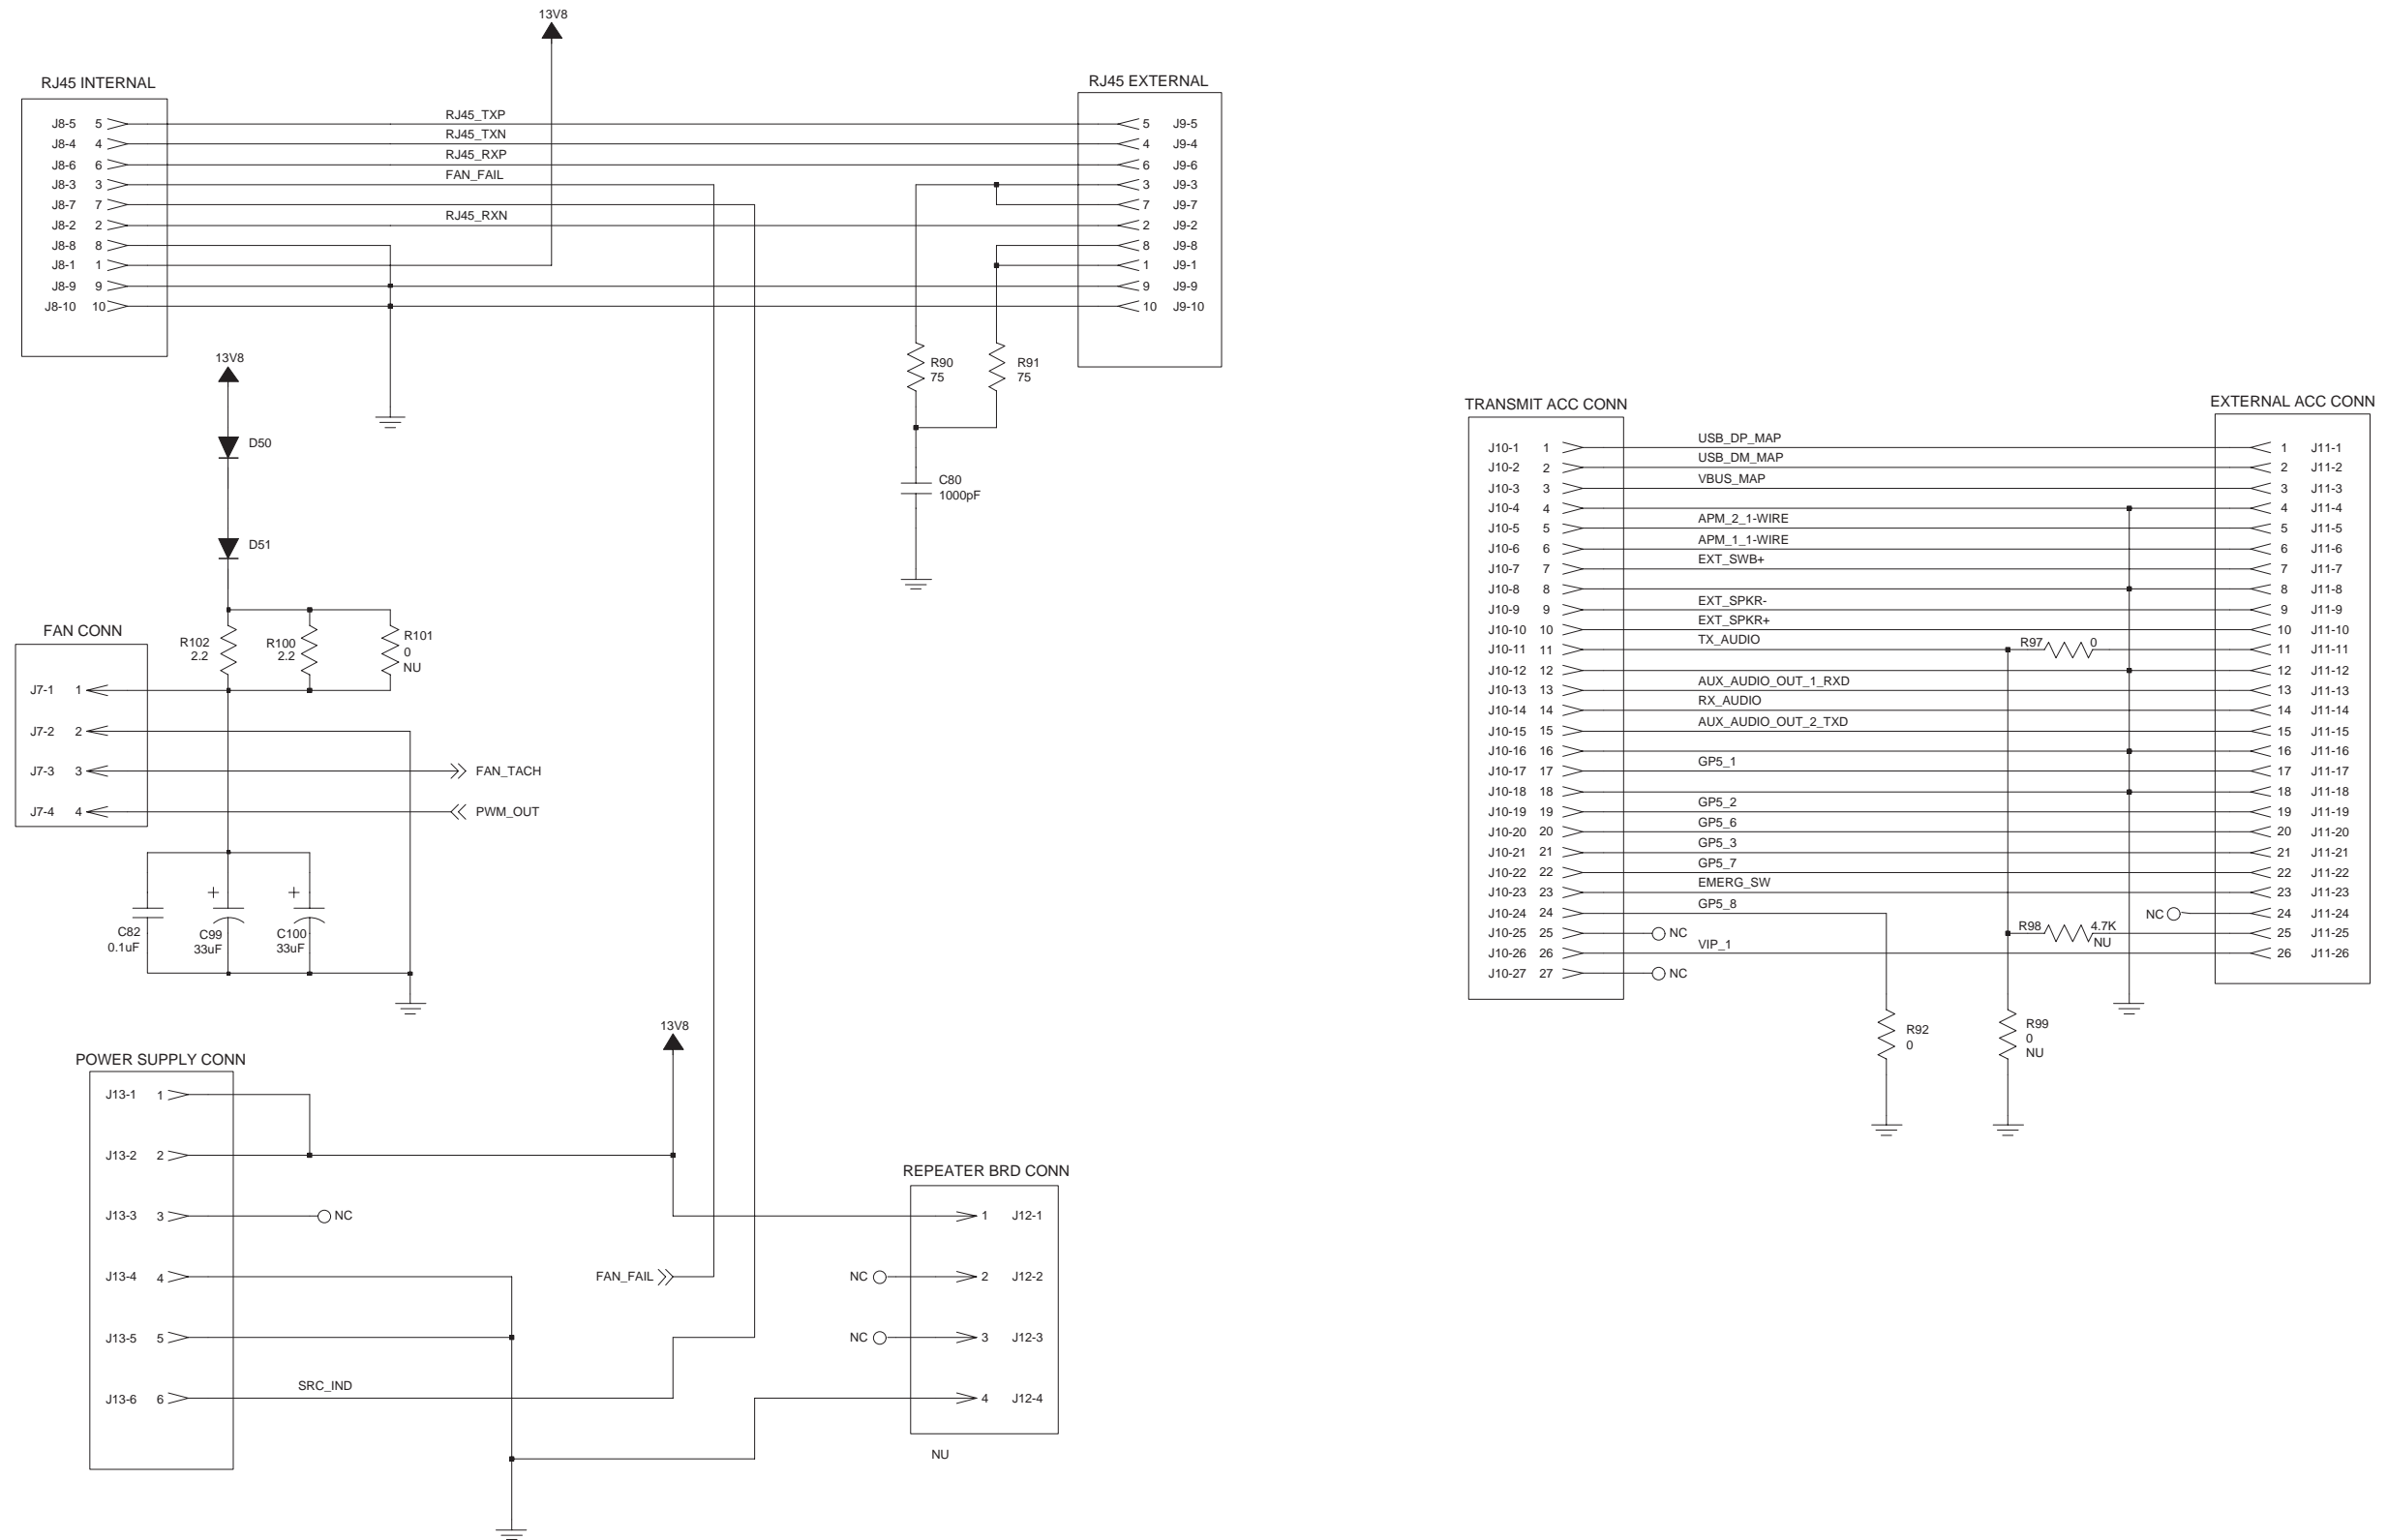 13V8
RJ45 INTERNAL
J8-5 5
J8-4 4
J8-6 6
J8-3 3
J8-7 7
J8-2 2
J8-8 8
J8-1 1
J8-9 9
J8-10 10
RJ45_TXP
RJ45_TXN
RJ45_RXP
FAN_FAIL
RJ45_RXN
RJ45 EXTERNAL
5 J9-5
4 J9-4
6 J9-6
3 J9-3
7 J9-7
2 J9-2
8 J9-8
1 J9-1
9 J9-9
10 J9-10
R90
75
R91
75
C80
1000pF
13V8
D50
D51
R102
2.2
R100
2.2
R101
0
NU
FAN CONN
J7-1 1
J7-2 2
J7-3 3
J7-4 4
FAN_TACH
PWM_OUT
+
+
C82
0.1uF
C99
33uF
C100
33uF
13V8
POWER SUPPLY CONN
J13-1 1
J13-2 2
J13-3 3
NC
J13-4 4
J13-5 5
J13-6 6
SRC_IND
FAN_FAIL
REPEATER BRD CONN
1 J12-1
NC 2 J12-2
NC 3 J12-3
4 J12-4
NU
TRANSMIT ACC CONN
EXTERNAL ACC CONN
J10-1 1 USB_DP_MAP 1 J11-1
J10-2 2 USB_DM_MAP 2 J11-2
J10-3 3 VBUS_MAP 3 J11-3
J10-4 4 4 J11-4
J10-5 5 APM_2_1-WIRE 5 J11-5
J10-6 6 APM_1_1-WIRE 6 J11-6
J10-7 7 EXT_SWB+ 7 J11-7
J10-8 8 8 J11-8
J10-9 9 EXT_SPKR- 9 J11-9
J10-10 10 EXT_SPKR+ 10 J11-10
J10-11 11 TX_AUDIO R97 0 11 J11-11
J10-12 12 12 J11-12
J10-13 13 AUX_AUDIO_OUT_1_RXD 13 J11-13
J10-14 14 RX_AUDIO 14 J11-14
J10-15 15 AUX_AUDIO_OUT_2_TXD 15 J11-15
J10-16 16 16 J11-16
J10-17 17 GP5_1 17 J11-17
J10-18 18 18 J11-18
J10-19 19 GP5_2 19 J11-19
J10-20 20 GP5_6 20 J11-20
J10-21 21 GP5_3 21 J11-21
J10-22 22 GP5_7 22 J11-22
J10-23 23 EMERG_SW 23 J11-23
J10-24 24 GP5_8 NC 24 J11-24
J10-25 25 NC R98 4.7K 25 J11-25
NU
J10-26 26 VIP_1 26 J11-26
J10-27 27 NC
R92
0
R99
0
NU